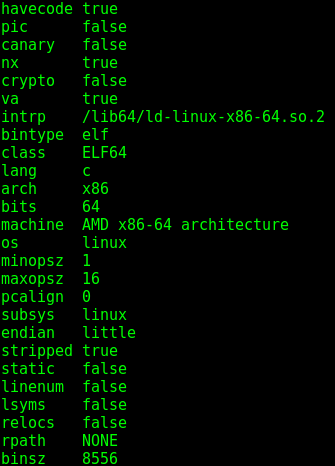 havecode true
pic      false
canary   false
nx       true
crypto   false
va       true
intrp    /lib64/ld-linux-x86-64.so.2
bintype  elf
class    ELF64
lang     c
arch     x86
bits     64
machine  AMD x86-64 architecture
os       linux
minopsz  1
maxopsz  16
pcalign  0
subsys   linux
endian   little
stripped true
static   false
linenum  false
lsyms    false
relocs   false
rpath    NONE
binsz    8556